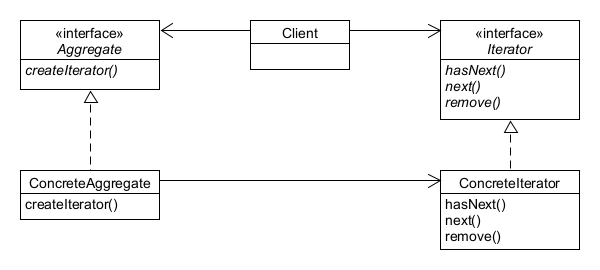 «interface»
Aggregate
createIterator()
Client
«interface»
Iterator
hasNext()
next()
remove()
ConcreteAggregate
createIterator()
ConcreteIterator
hasNext()
next()
remove()